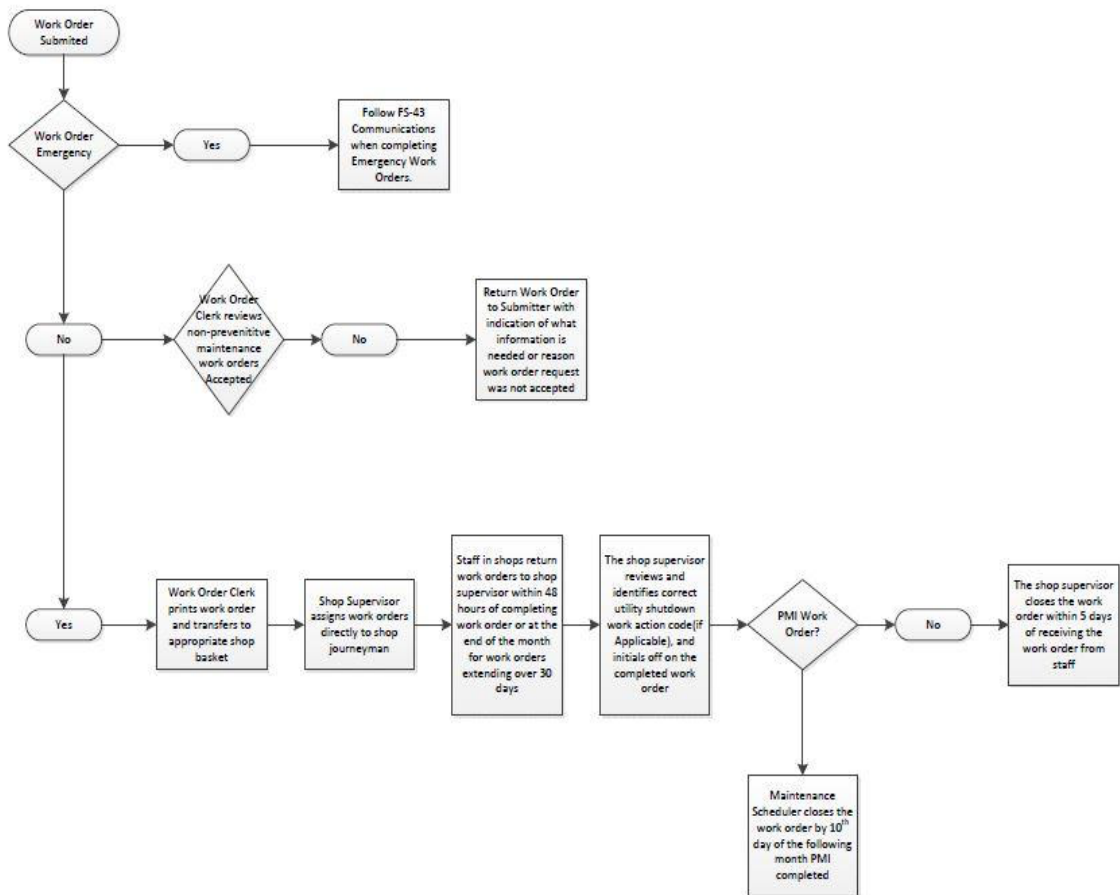 Work Order
Submited
Work Order
Emergency
Yes
Follow FS-43
Communications
when completing
Emergency Work
Orders.
No
Work Order
Clerk reviews
non-prevenitive
maintenance
work orders
Accepted
No
Return Work Order
to Submitter with
indication of what
information is
needed or reason
work order request
was not accepted
Yes
Work Order Clerk
prints work order
and transfers to
appropriate shop
basket
Shop Supervisor
assigns work orders
directly to shop
journeyman
Staff in shops return
work orders to shop
supervisor within 48
hours of completing
work order or at the
end of the month
for work orders
extending over 30
days
The shop supervisor
reviews and
identifies correct
utility shutdown
work action code(if
Applicable), and
initials off on the
completed work
order
PMI Work
Order?
No
The shop supervisor
closes the work
order within 5 days
of receiving the
work order from
staff
Maintenance
Scheduler closes the
work order by 10th
day of the following
month PMI
completed